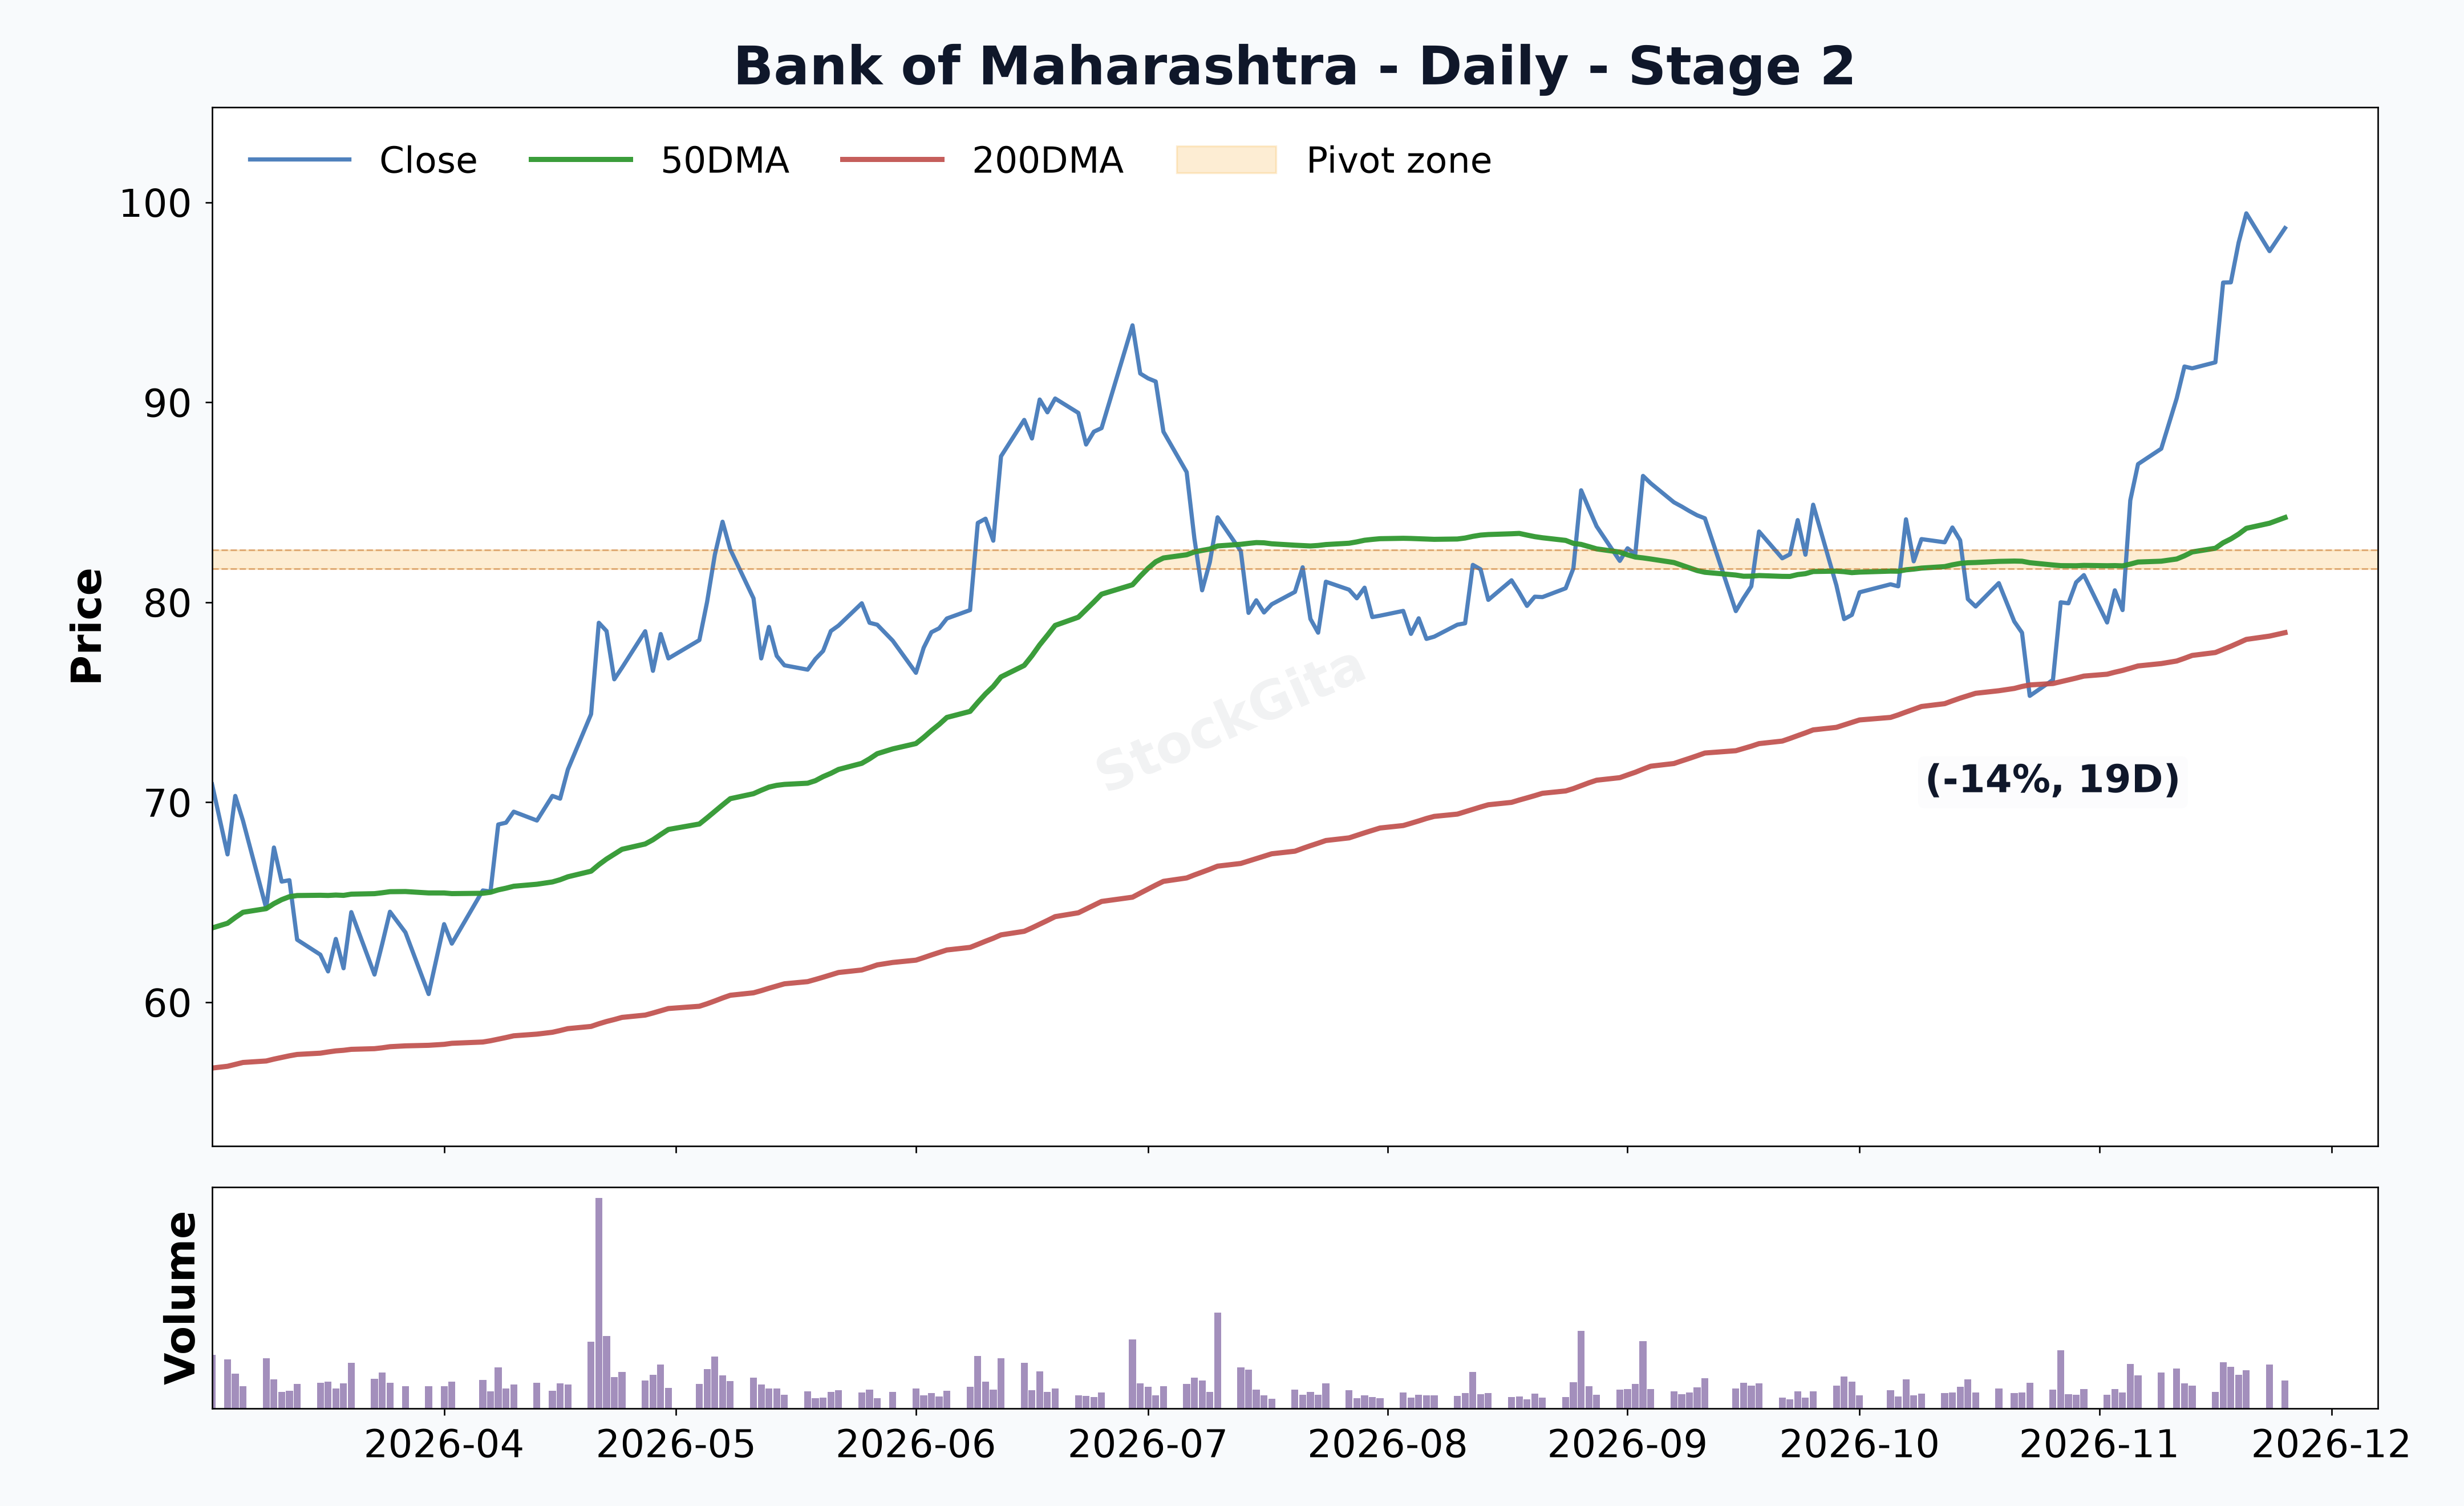 Bank of Maharashtra - Daily - Stage 2
Close 50DMA 200DMA Pivot zone
100
90
80
70
60
Price
StockGita
(-14%, 19D)
Volume
2026-04 2026-05 2026-06 2026-07 2026-08 2026-09 2026-10 2026-11 2026-12